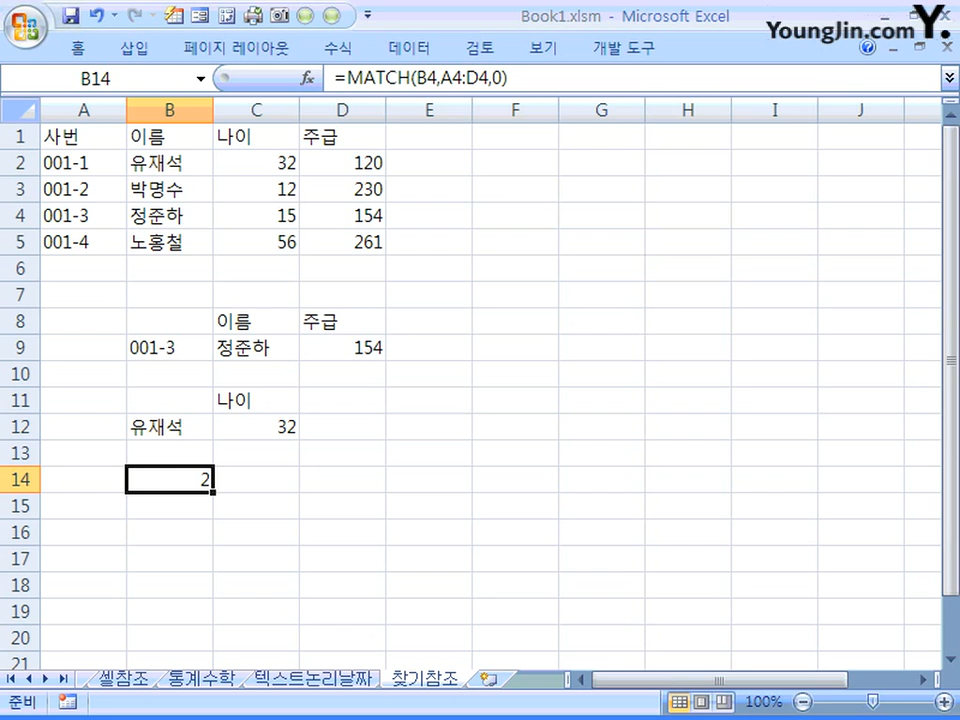 Book1.xlsm - Microsoft Excel
YoungJin.com Y.
홈 삽입 페이지 레이아웃 수식 데이터 검토 보기 개발 도구
B14 fx =MATCH(B4,A4:D4,0)
A B C D E F G H I J
1 사번 이름 나이 주급
2 001-1 유재석 32 120
3 001-2 박명수 12 230
4 001-3 정준하 15 154
5 001-4 노홍철 56 261
6
7
8 이름 주급
9 001-3 정준하 154
10
11 나이
12 유재석 32
13
14 2
15
16
17
18
19
20
21
셀참조 통계수학 텍스트논리날짜 찾기참조
준비 100%